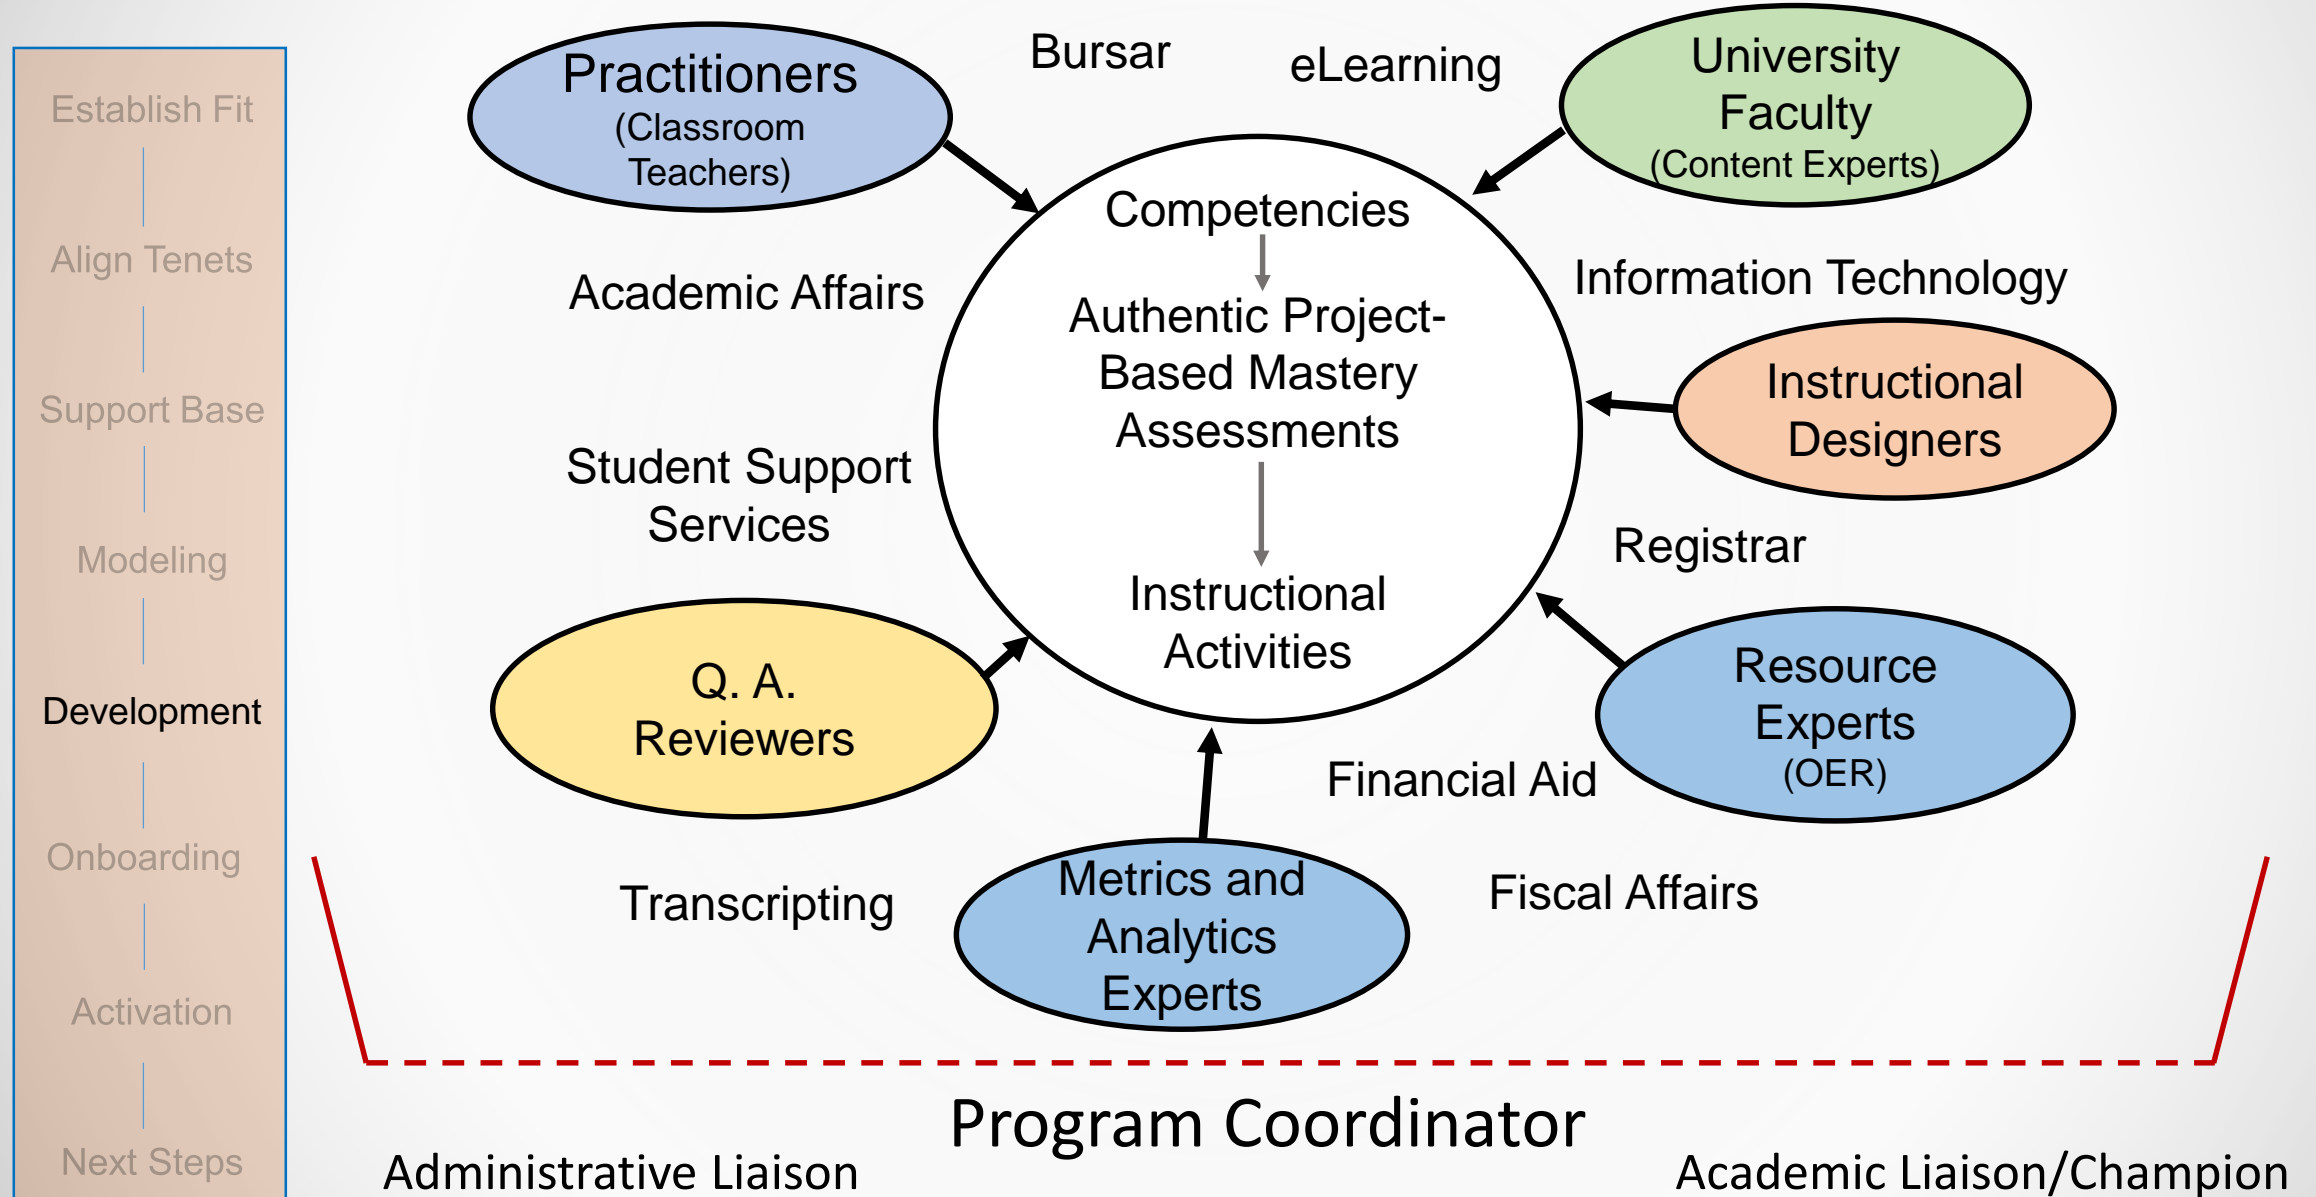 Establish Fit
Align Tenets
Support Base
Modeling
Development
Onboarding
Activation
Next Steps
Practitioners
(Classroom
Teachers)
Bursar
eLearning
University
Faculty
(Content Experts)
Academic Affairs
Information Technology
Competencies
Authentic Project-
Based Mastery
Assessments
Instructional
Activities
Instructional
Designers
Student Support
Services
Registrar
Q. A.
Reviewers
Resource
Experts
(OER)
Financial Aid
Transcripting
Metrics and
Analytics
Experts
Fiscal Affairs
Program Coordinator
Administrative Liaison
Academic Liaison/Champion